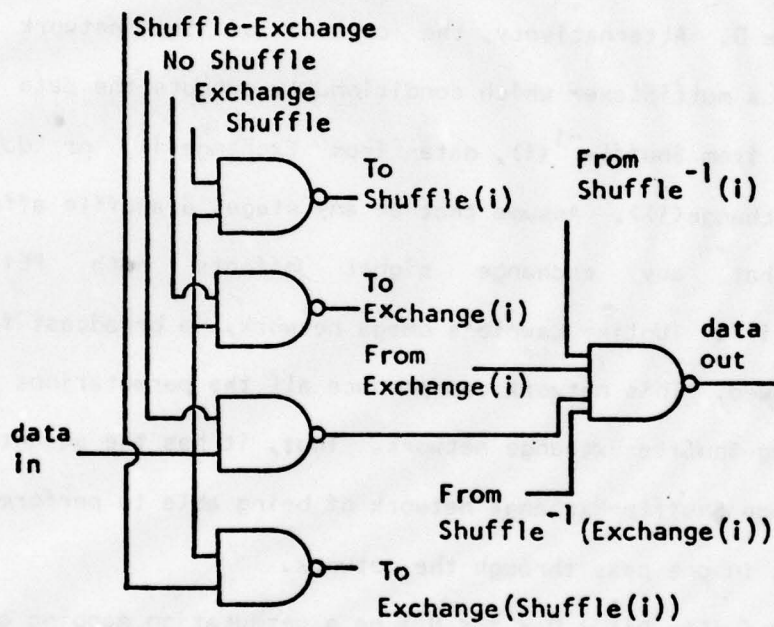 Shuffle-Exchange
No Shuffle
Exchange
Shuffle
To
Shuffle(i)
From
Shuffle⁻¹(i)
To
Exchange(i)
From
Exchange(i)
data
out
data
in
From
Shuffle⁻¹(Exchange(i))
To
Exchange(Shuffle(i))